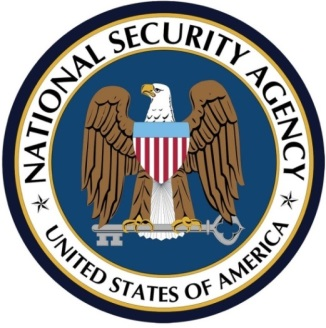 NATIONAL SECURITY AGENCY
UNITED STATES OF AMERICA